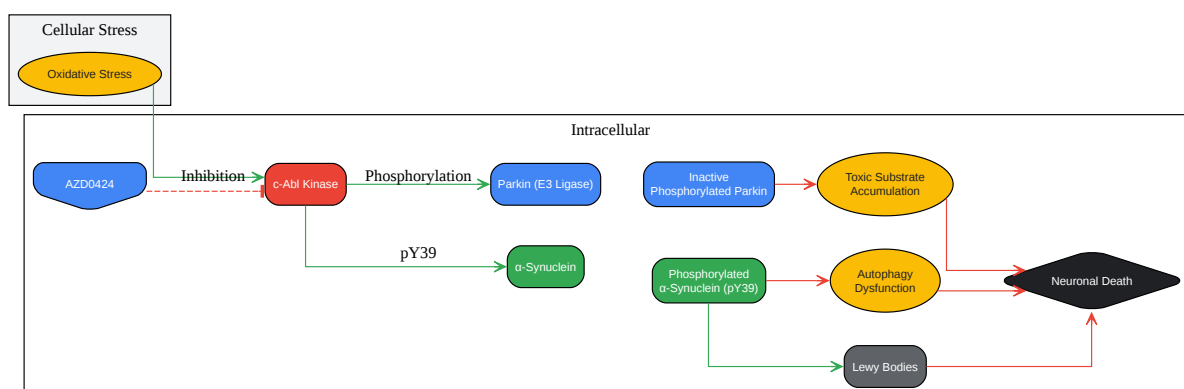 Cellular Stress
Oxidative Stress
Intracellular
AZD0424
Inhibition
c-Abl Kinase
Phosphorylation
Parkin (E3 Ligase)
Inactive
Phosphorylated Parkin
Toxic Substrate
Accumulation
pY39
α-Synuclein
Phosphorylated
α-Synuclein (pY39)
Autophagy
Dysfunction
Neuronal Death
Lewy Bodies